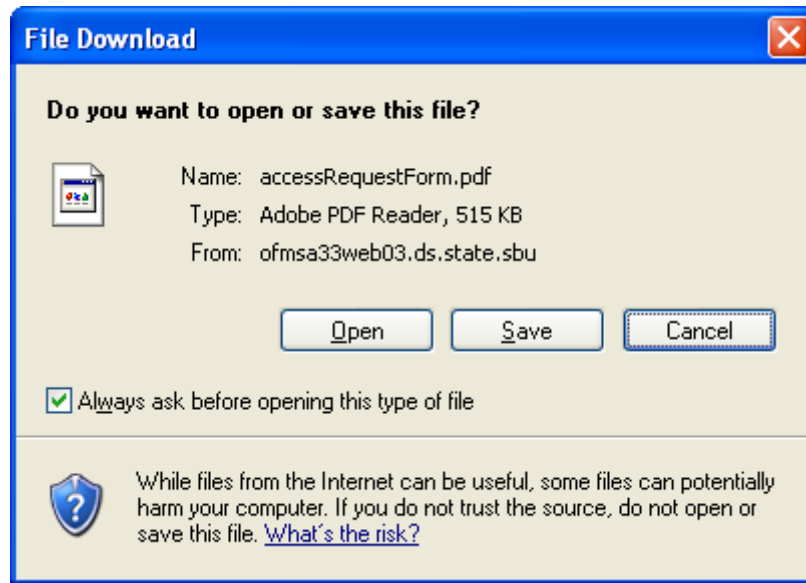 File Download
Do you want to open or save this file?
Name: accessRequestForm.pdf
Type: Adobe PDF Reader, 515 KB
From: ofmsa33web03.ds.state.sbu
Open Save Cancel
Always ask before opening this type of file
While files from the Internet can be useful, some files can potentially
harm your computer. If you do not trust the source, do not open or
save this file. What's the risk?